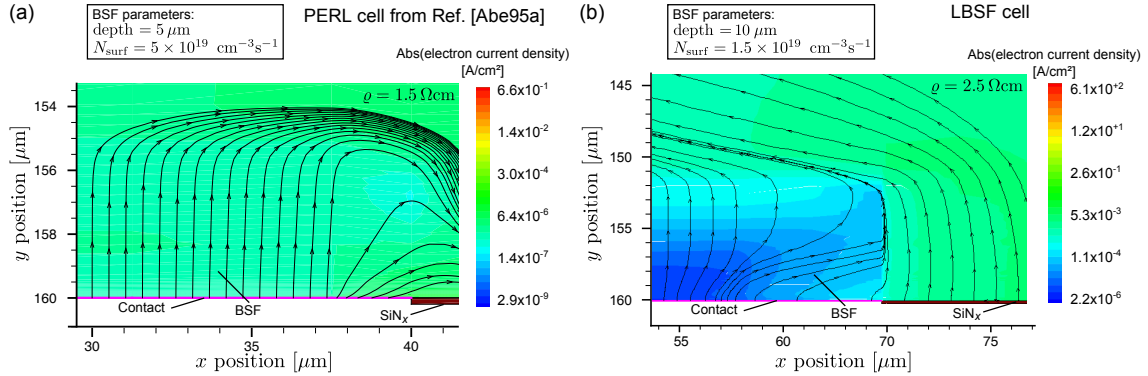 (a)
BSF parameters:
depth = 5 μm
N_surf = 5 × 10^19 cm^−3s^−1
PERL cell from Ref. [Abe95a]
Abs(electron current density)
[A/cm²]
ϱ = 1.5 Ωcm
6.6x10^-1
1.4x10^-2
3.0x10^-4
6.4x10^-6
1.4x10^-7
2.9x10^-9
y position [μm]
154
156
158
160
Contact
BSF
SiN_x
30
35
40
x position [μm]
(b)
BSF parameters:
depth = 10 μm
N_surf = 1.5 × 10^19 cm^−3s^−1
LBSF cell
Abs(electron current density)
[A/cm²]
ϱ = 2.5 Ωcm
6.1x10^+2
1.2x10^+1
2.5x10^-1
5.3x10^-3
1.1x10^-4
2.2x10^-6
y position [μm]
145
150
155
160
Contact
BSF
SiN_x
55
60
65
70
75
x position [μm]